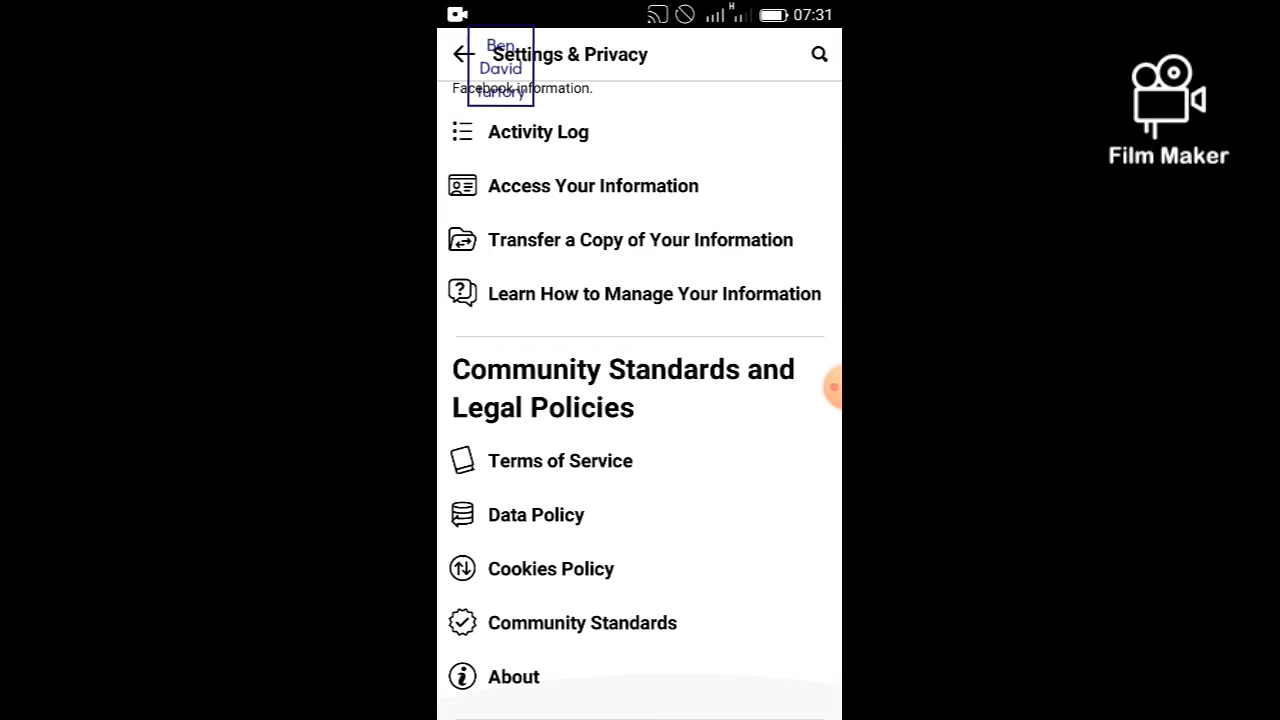 H
07:31
Settings & Privacy
Ben
David
Facebook information.
Activity Log
Access Your Information
Transfer a Copy of Your Information
Learn How to Manage Your Information
Community Standards and
Legal Policies
Terms of Service
Data Policy
Cookies Policy
Community Standards
About
Film Maker